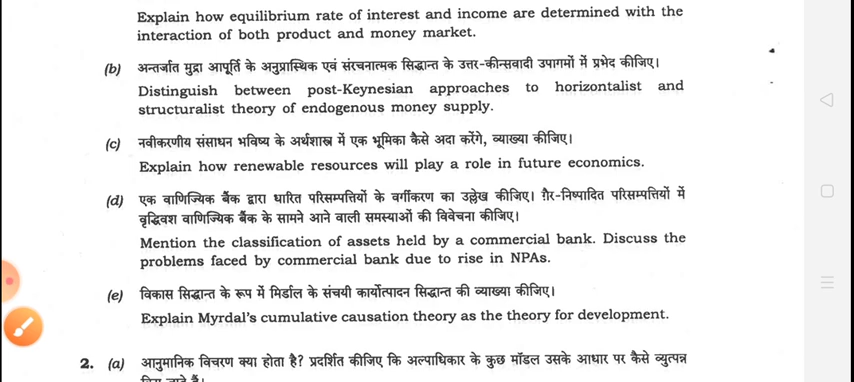 Explain how equilibrium rate of interest and income are determined with the
interaction of both product and money market.
(b) अन्तर्जात मुद्रा आपूर्ति के अनुप्रास्थिक एवं संरचनात्मक सिद्धान्त के उत्तर-कीन्सवादी उपागमों में प्रभेद कीजिए।
Distinguish between post-Keynesian approaches to horizontalist and
structuralist theory of endogenous money supply.
(c) नवीकरणीय संसाधन भविष्य के अर्थशास्त्र में एक भूमिका कैसे अदा करेंगे, व्याख्या कीजिए।
Explain how renewable resources will play a role in future economics.
(d) एक वाणिज्यिक बैंक द्वारा धारित परिसम्पत्तियों के वर्गीकरण का उल्लेख कीजिए। ग़ैर-निष्पादित परिसम्पत्तियों में
वृद्धिवश वाणिज्यिक बैंक के सामने आने वाली समस्याओं की विवेचना कीजिए।
Mention the classification of assets held by a commercial bank. Discuss the
problems faced by commercial bank due to rise in NPAs.
(e) विकास सिद्धान्त के रूप में मिर्डाल के संचयी कार्योत्पादन सिद्धान्त की व्याख्या कीजिए।
Explain Myrdal's cumulative causation theory as the theory for development.
2. (a) आनुमानिक विचरण क्या होता है? प्रदर्शित कीजिए कि अल्पाधिकार के कुछ मॉडल उसके आधार पर कैसे व्युत्पन्न